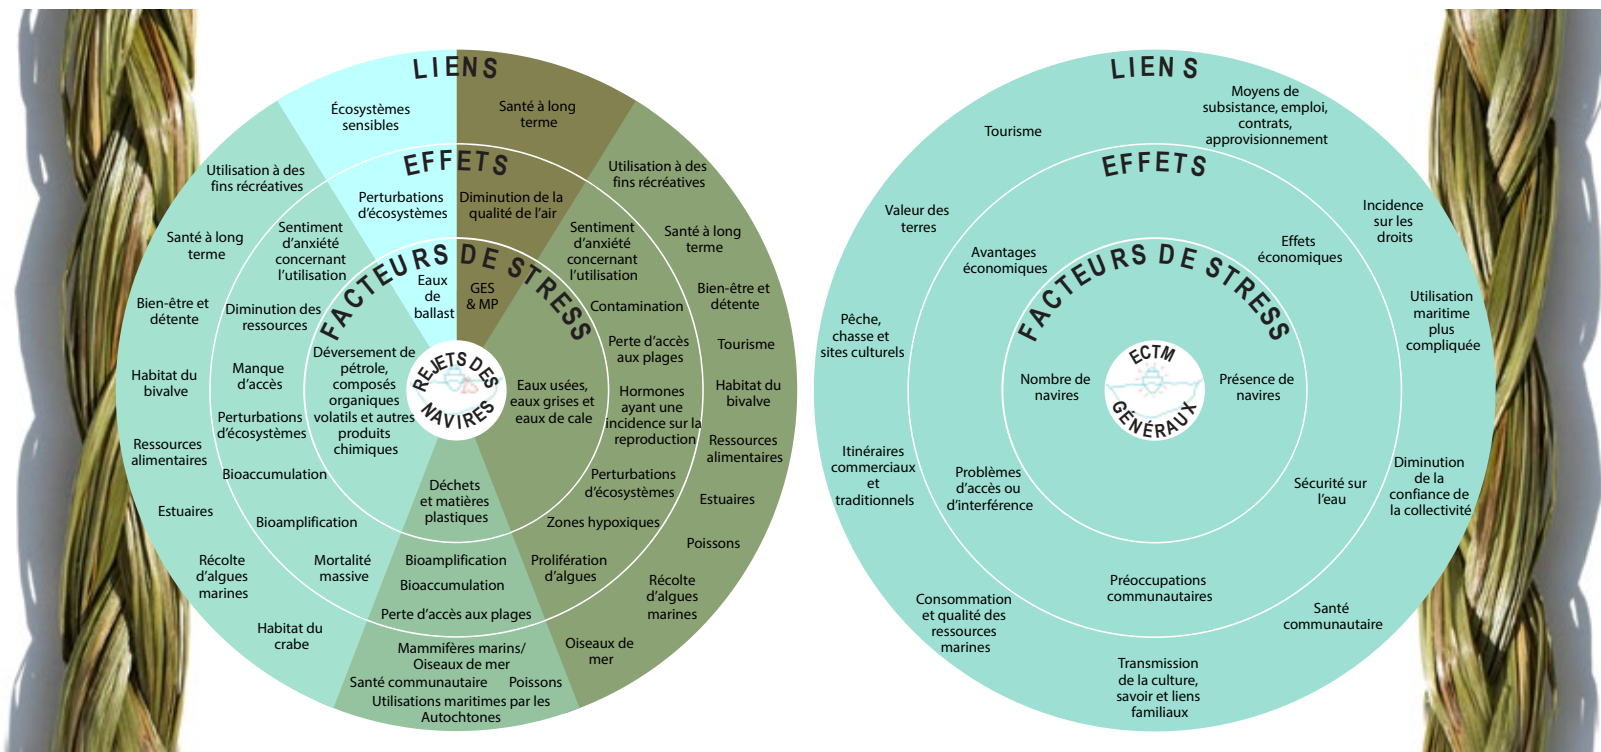 LIENS
Écosystèmes
sensibles
Santé à long
terme
EFFETS
Perturbations
d'écosystèmes
Diminution de la
qualité de l'air
FACTEURS DE STRESS
Eaux
de
ballast
GES
& MP
REJETS DES
NAVIRES
Utilisation à des
fins récréatives
Santé à long
terme
Bien-être et
détente
Habitat du
bivalve
Ressources
alimentaires
Estuaires
Récolte
d'algues
marines
Habitat du
crabe
Sentiment
d'anxiété
concernant
l'utilisation
Diminution des
ressources
Manque
d'accès
Perturbations
d'écosystèmes
Bioaccumulation
Bioamplification
Mortalité
massive
Déversement de
pétrole,
composés
organiques
volatils et autres
produits
chimiques
Déchets
et matières
plastiques
Bioamplification
Bioaccumulation
Perte d'accès aux plages
Mammifères marins/
Oiseaux de mer
Santé communautaire
Poissons
Utilisations maritimes par les
Autochtones
Eaux usées,
eaux grises et
eaux de cale
Sentiment
d'anxiété
concernant
l'utilisation
Contamination
Perte d'accès
aux plages
Hormones
ayant une
incidence sur la
reproduction
Perturbations
d'écosystèmes
Zones hypoxiques
Prolifération
d'algues
Utilisation à des
fins récréatives
Santé à long
terme
Bien-être et
détente
Tourisme
Habitat du
bivalve
Ressources
alimentaires
Estuaires
Poissons
Récolte
d'algues
marines
Oiseaux de
mer
LIENS
Tourisme
Moyens de
subsistance, emploi,
contrats,
approvisionnement
Valeur des
terres
Incidence
sur les
droits
Pêche,
chasse et
sites culturels
Utilisation
maritime
plus
compliquée
Itinéraires
commerciaux
et
traditionnels
Diminution
de la
confiance de
la collectivité
Consommation
et qualité des
ressources
marines
Santé
communautaire
Transmission
de la culture,
savoir et liens
familiaux
EFFETS
Avantages
économiques
Effets
économiques
Problèmes
d'accès ou
d'interférence
Sécurité sur
l'eau
Préoccupations
communautaires
FACTEURS DE STRESS
Nombre de
navires
Présence de
navires
ECTM
GÉNÉRAUX